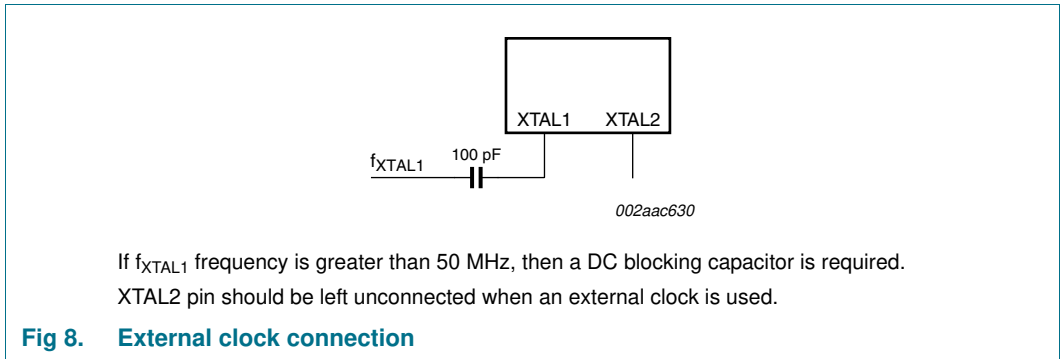 XTAL1 XTAL2
fXTAL1
100 pF
002aac630
If fXTAL1 frequency is greater than 50 MHz, then a DC blocking capacitor is required.
XTAL2 pin should be left unconnected when an external clock is used.
Fig 8. External clock connection